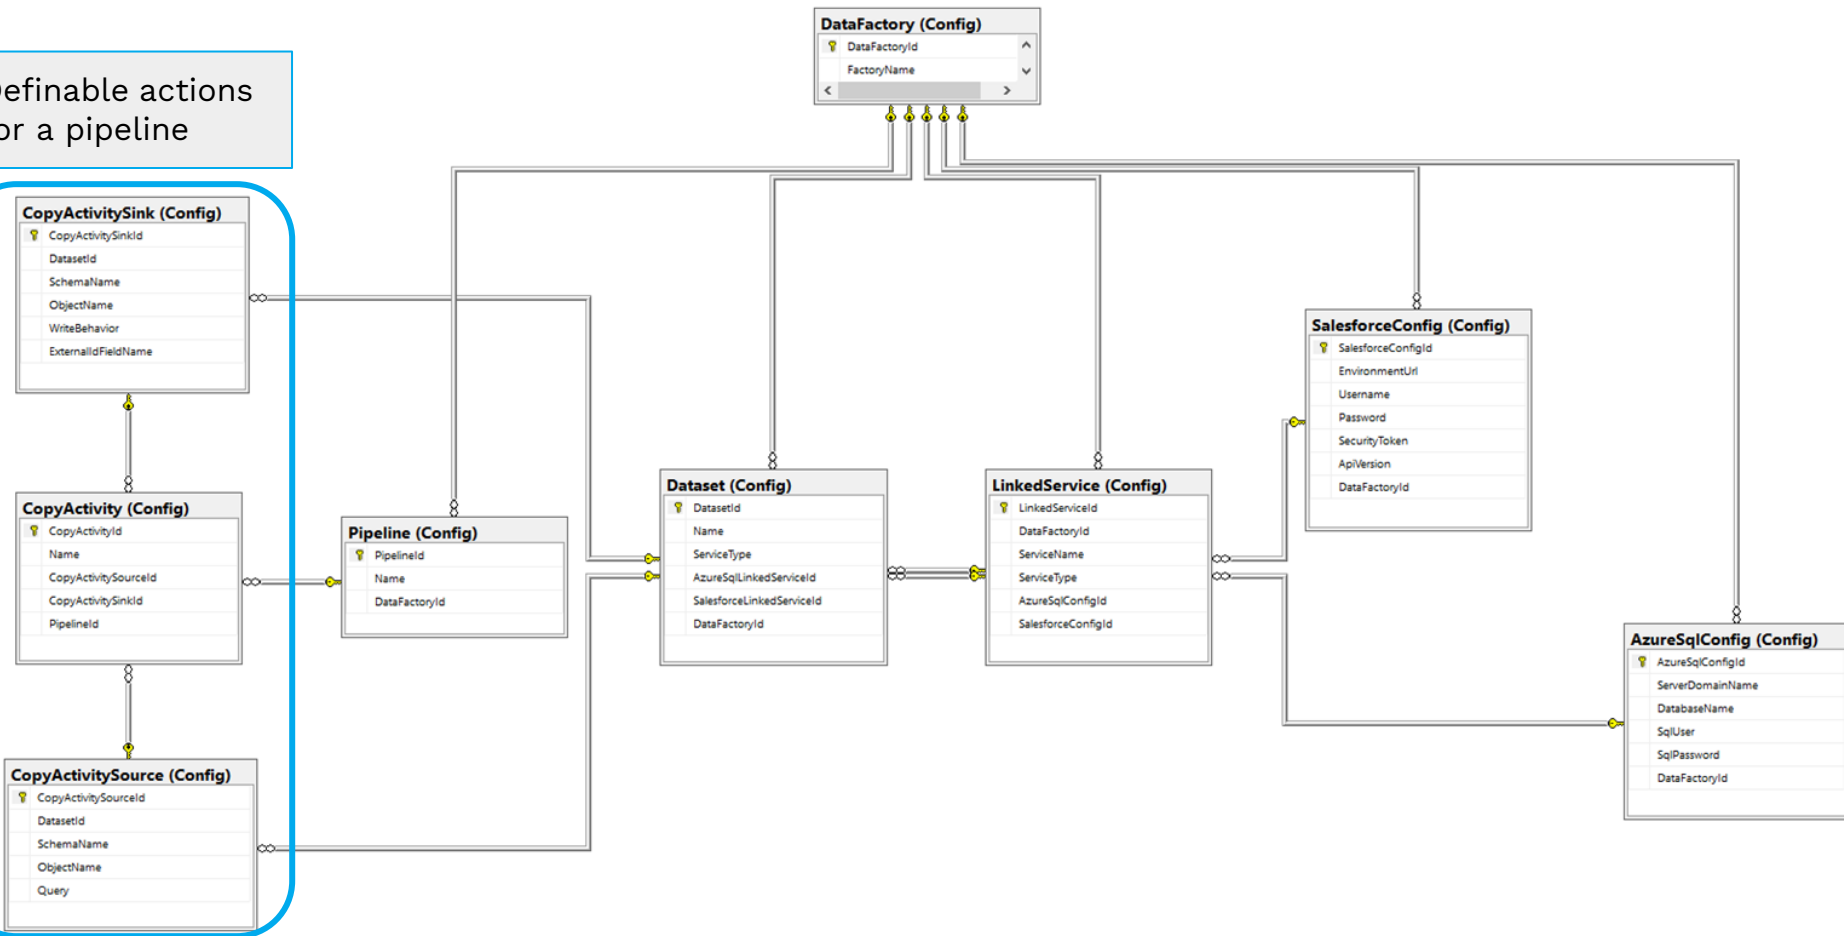 DataFactory (Config)
DataFactoryId
FactoryName
efinable actions
or a pipeline
CopyActivitySink (Config)
CopyActivitySinkId
DatasetId
SchemaName
ObjectName
WriteBehavior
ExternalIdFieldName
CopyActivity (Config)
CopyActivityId
Name
CopyActivitySourceId
CopyActivitySinkId
PipelineId
CopyActivitySource (Config)
CopyActivitySourceId
DatasetId
SchemaName
ObjectName
Query
Pipeline (Config)
PipelineId
Name
DataFactoryId
Dataset (Config)
DatasetId
Name
ServiceType
AzureSqlLinkedServiceId
SalesforceLinkedServiceId
DataFactoryId
LinkedService (Config)
LinkedServiceId
DataFactoryId
ServiceName
ServiceType
AzureSqlConfigId
SalesforceConfigId
SalesforceConfig (Config)
SalesforceConfigId
EnvironmentUrl
Username
Password
SecurityToken
ApiVersion
DataFactoryId
AzureSqlConfig (Config)
AzureSqlConfigId
ServerDomainName
DatabaseName
SqlUser
SqlPassword
DataFactoryId